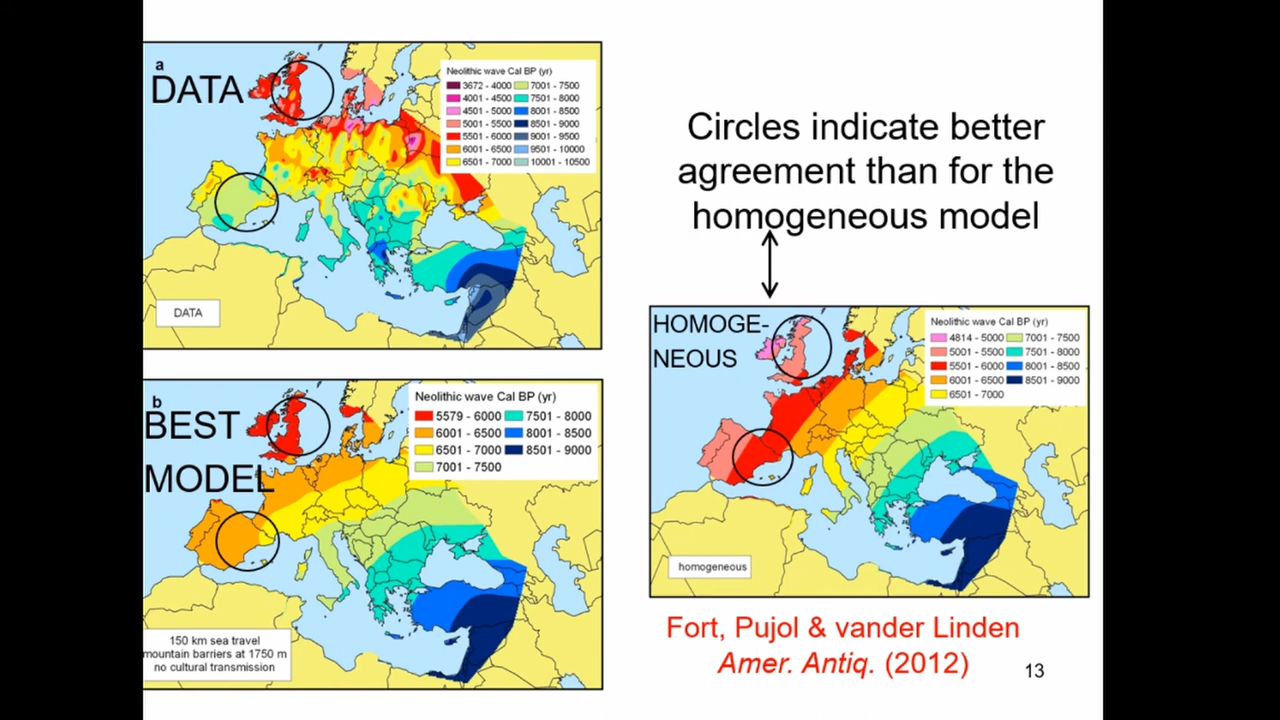 a
DATA
Neolithic wave Cal BP (yr)
3672 - 4000 7001 - 7500
4001 - 4500 7501 - 8000
4501 - 5000 8001 - 8500
5001 - 5500 8501 - 9000
5501 - 6000 9001 - 9500
6001 - 6500 9501 - 10000
6501 - 7000 10001 - 10500
DATA
Circles indicate better
agreement than for the
homogeneous model
b
BEST
MODEL
Neolithic wave Cal BP (yr)
5579 - 6000 7501 - 8000
6001 - 6500 8001 - 8500
6501 - 7000 8501 - 9000
7001 - 7500
150 km sea travel
mountain barriers at 1750 m
no cultural transmission
HOMOGE-
NEOUS
Neolithic wave Cal BP (yr)
4814 - 5000 7001 - 7500
5001 - 5500 7501 - 8000
5501 - 6000 8001 - 8500
6001 - 6500 8501 - 9000
6501 - 7000
homogeneous
Fort, Pujol & vander Linden
Amer. Antiq. (2012)
13